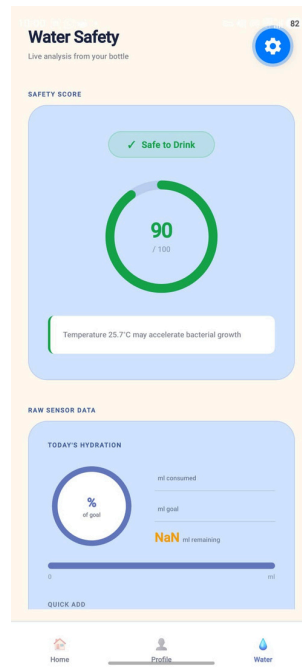 82
Water Safety
Live analysis from your bottle
SAFETY SCORE
✓ Safe to Drink
90
/ 100
Temperature 25.7°C may accelerate bacterial growth
RAW SENSOR DATA
TODAY'S HYDRATION
%
of goal
ml consumed
ml goal
NaN ml remaining
0 ml
QUICK ADD
Home Profile Water